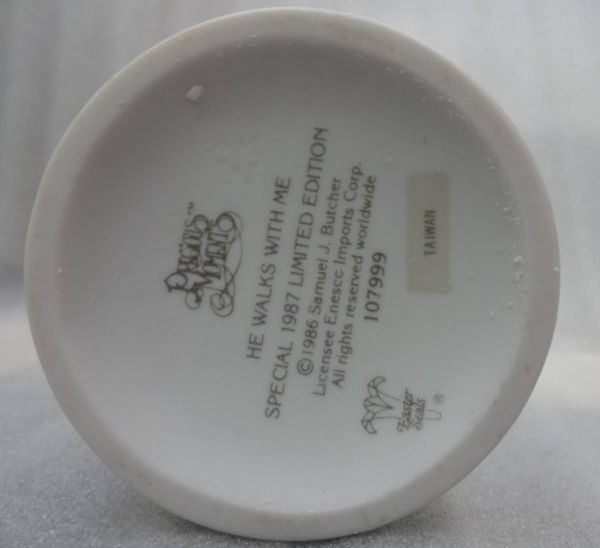 Precious
Moments™
HE WALKS WITH ME
SPECIAL 1987 LIMITED EDITION
©1986 Samuel J. Butcher
Licensee Enesco Imports Corp.
All rights reserved worldwide
107999
Easter
Seals ®
TAIWAN